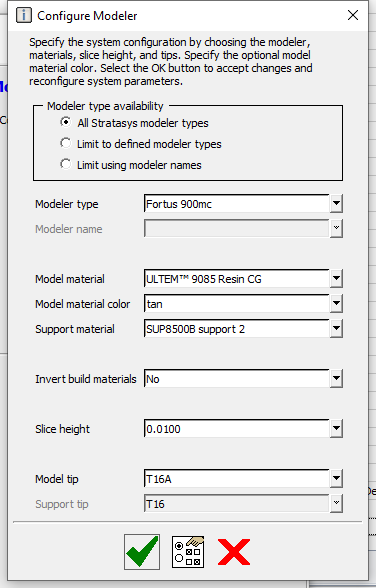 Configure Modeler
Specify the system configuration by choosing the modeler,
materials, slice height, and tips. Specify the optional model
material color. Select the OK button to accept changes and
reconfigure system parameters.
Modeler type availability
All Stratasys modeler types
Limit to defined modeler types
Limit using modeler names
Modeler type Fortus 900mc
Modeler name
Model material ULTEM™ 9085 Resin CG
Model material color tan
Support material SUP8500B support 2
Invert build materials No
Slice height 0.0100
Model tip T16A
Support tip T16